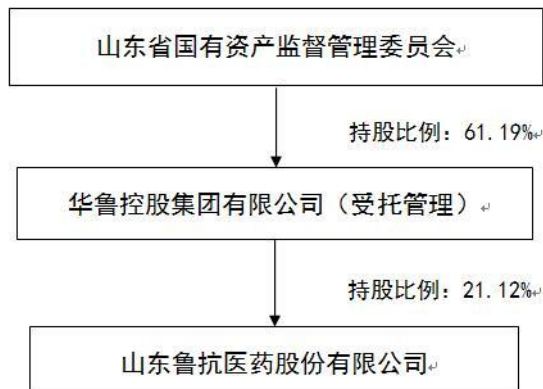 山东省国有资产监督管理委员会
持股比例：61.19%
华鲁控股集团有限公司（受托管理）
持股比例：21.12%
山东鲁抗医药股份有限公司